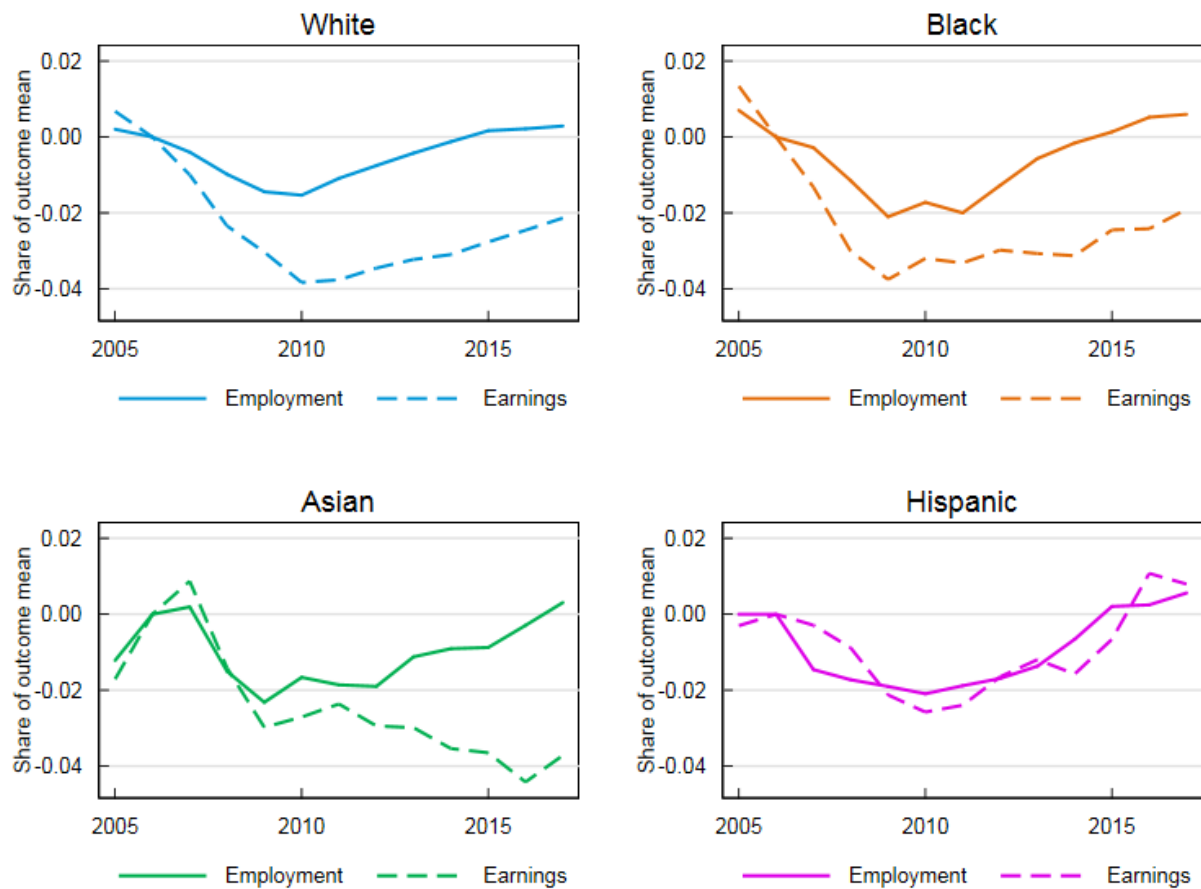 White
Share of outcome mean
0.02
0.00
-0.02
-0.04
2005 2010 2015
Employment Earnings
Black
Share of outcome mean
0.02
0.00
-0.02
-0.04
2005 2010 2015
Employment Earnings
Asian
Share of outcome mean
0.02
0.00
-0.02
-0.04
2005 2010 2015
Employment Earnings
Hispanic
Share of outcome mean
0.02
0.00
-0.02
-0.04
2005 2010 2015
Employment Earnings